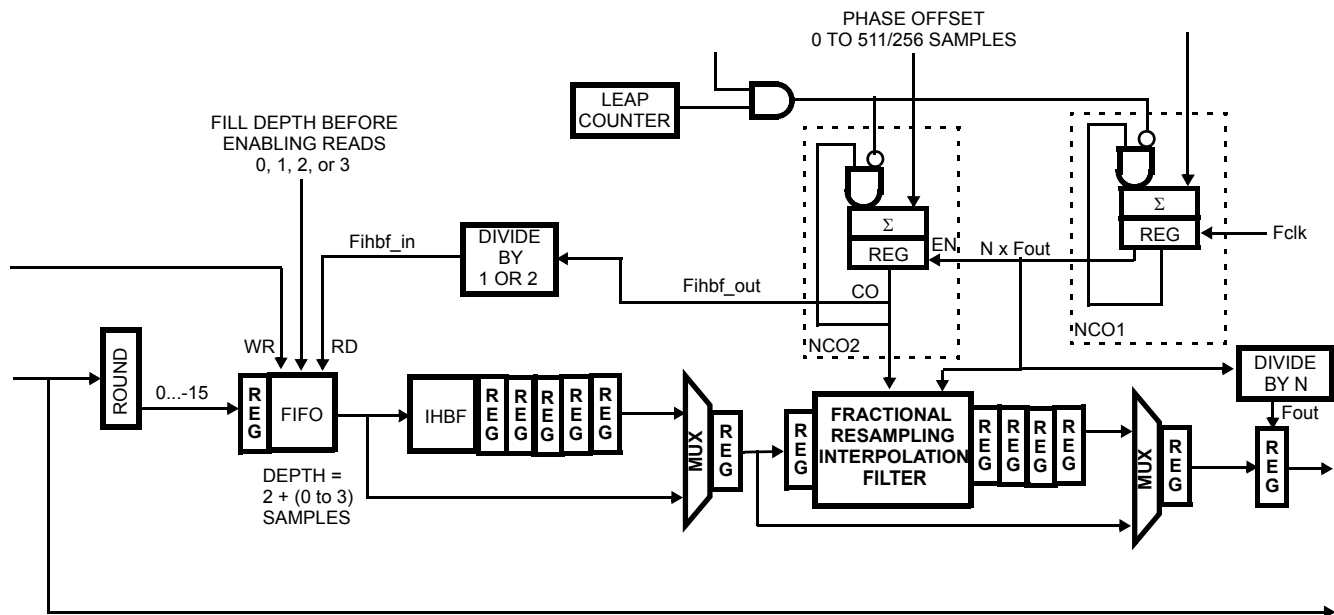 PHASE OFFSET
0 TO 511/256 SAMPLES
LEAP
COUNTER
FILL DEPTH BEFORE
ENABLING READS
0, 1, 2, or 3
Σ
REG
EN
CO
NCO2
Σ
REG
Fclk
NCO1
N x Fout
Fihbf_in
DIVIDE
BY
1 OR 2
Fihbf_out
WR
RD
ROUND
0...-15
REG
FIFO
DEPTH =
2 + (0 to 3)
SAMPLES
IHBF
REG
REG
REG
REG
REG
MUX
REG
REG
FRACTIONAL
RESAMPLING
INTERPOLATION
FILTER
REG
REG
REG
REG
MUX
REG
DIVIDE
BY N
Fout
REG